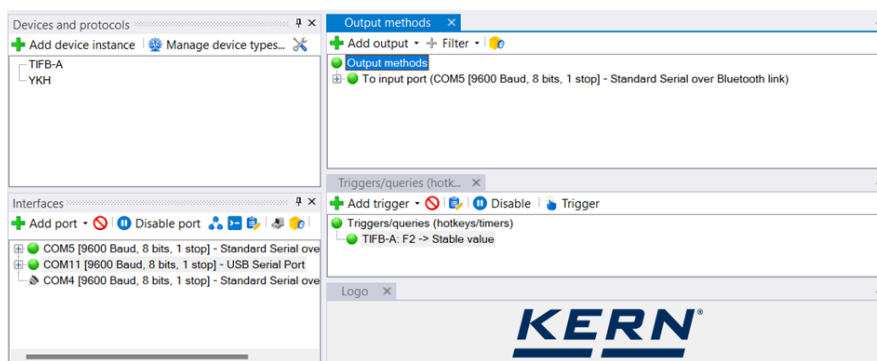 Devices and protocols
Add device instance Manage device types...
TIFB-A
YKH
Output methods
Add output Filter
Output methods
To input port (COM5 [9600 Baud, 8 bits, 1 stop] - Standard Serial over Bluetooth link)
Interfaces
Add port Disable port
COM5 [9600 Baud, 8 bits, 1 stop] - Standard Serial ove
COM11 [9600 Baud, 8 bits, 1 stop] - USB Serial Port
COM4 [9600 Baud, 8 bits, 1 stop] - Standard Serial ove
Triggers/queries (hotk...
Add trigger Disable Trigger
Triggers/queries (hotkeys/timers)
TIFB-A: F2 -> Stable value
Logo
KERN